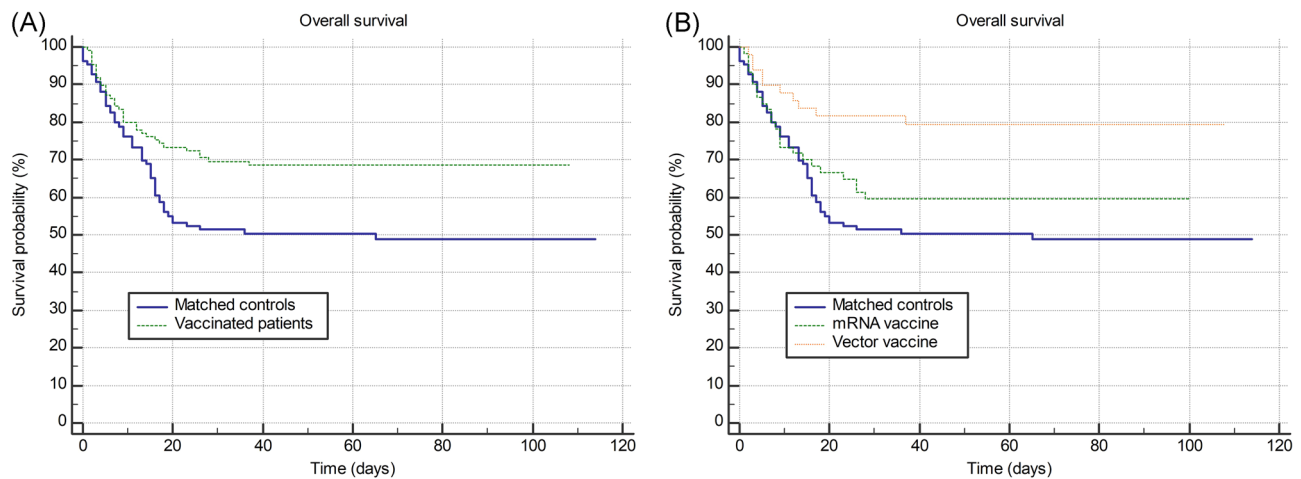 (A)
Overall survival
Survival probability (%)
100
90
80
70
60
50
40
30
20
10
0
Matched controls
Vaccinated patients
0 20 40 60 80 100 120
Time (days)
(B)
Overall survival
Survival probability (%)
100
90
80
70
60
50
40
30
20
10
0
Matched controls
mRNA vaccine
Vector vaccine
0 20 40 60 80 100 120
Time (days)